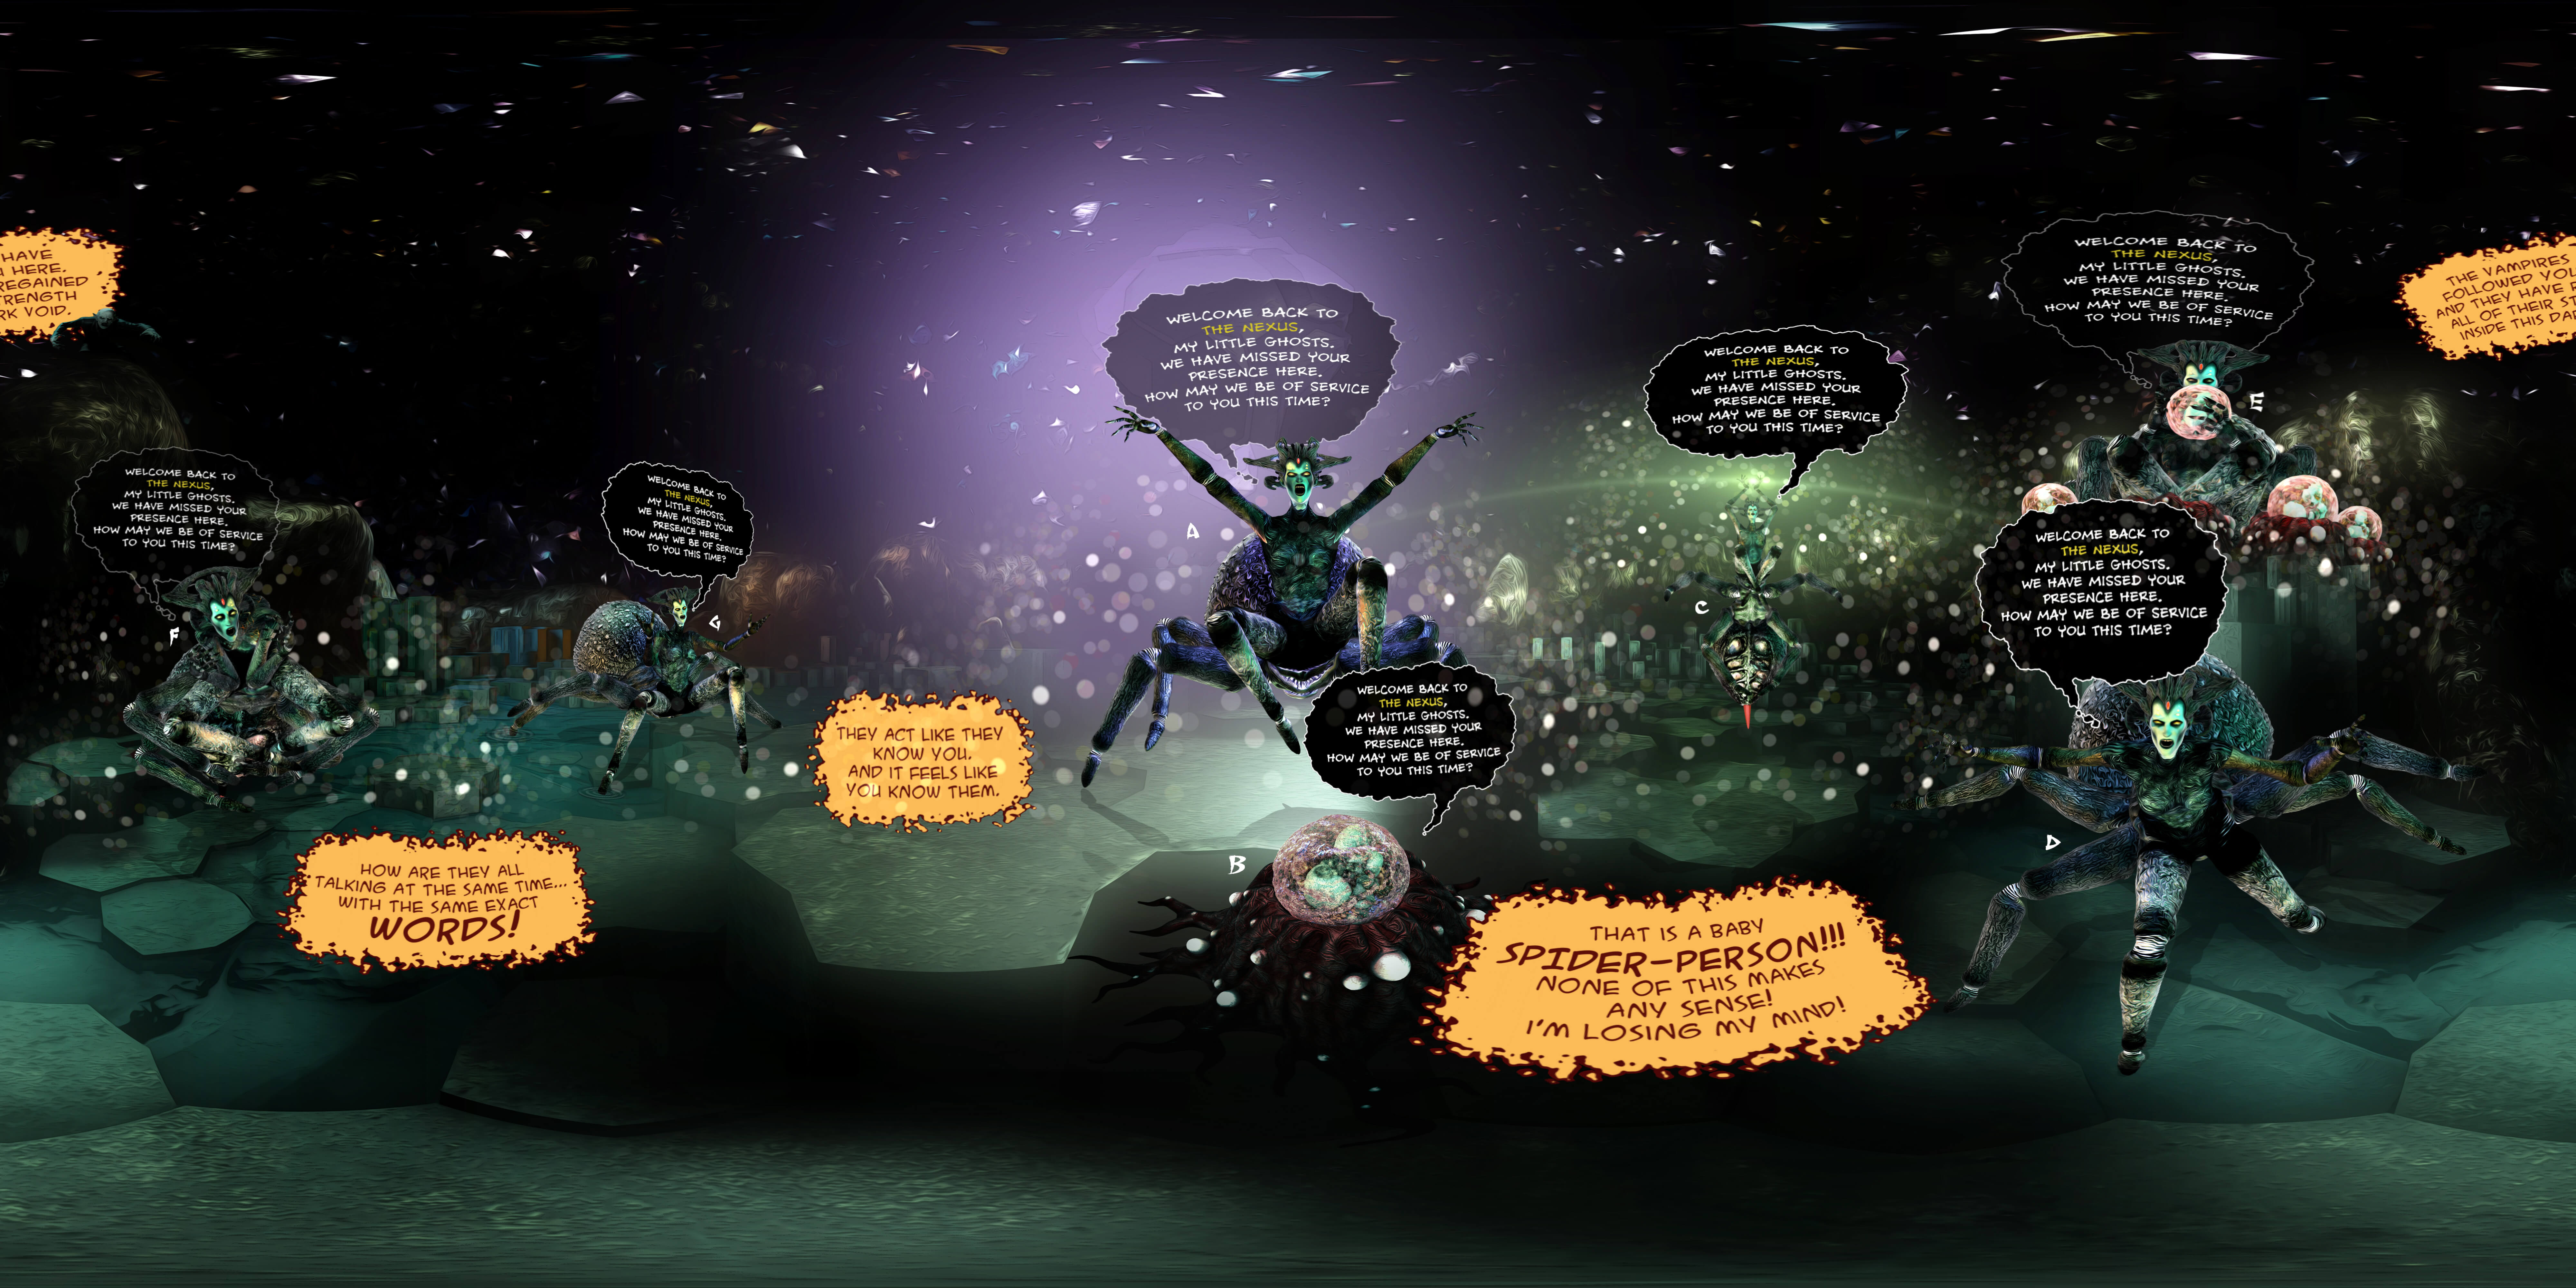 HAVE
HERE.
REGAINED
TRENGTH
RK VOID.
WELCOME BACK TO
THE NEXUS,
MY LITTLE GHOSTS.
WE HAVE MISSED YOUR
PRESENCE HERE.
HOW MAY WE BE OF SERVICE
TO YOU THIS TIME?
F
HOW ARE THEY ALL
TALKING AT THE SAME TIME...
WITH THE SAME EXACT
WORDS!
WELCOME BACK TO
THE NEXUS,
MY LITTLE GHOSTS.
WE HAVE MISSED YOUR
PRESENCE HERE.
HOW MAY WE BE OF SERVICE
TO YOU THIS TIME?
G
THEY ACT LIKE THEY
KNOW YOU.
AND IT FEELS LIKE
YOU KNOW THEM.
WELCOME BACK TO
THE NEXUS,
MY LITTLE GHOSTS.
WE HAVE MISSED YOUR
PRESENCE HERE.
HOW MAY WE BE OF SERVICE
TO YOU THIS TIME?
A
WELCOME BACK TO
THE NEXUS,
MY LITTLE GHOSTS.
WE HAVE MISSED YOUR
PRESENCE HERE.
HOW MAY WE BE OF SERVICE
TO YOU THIS TIME?
B
THAT IS A BABY
SPIDER-PERSON!!!
NONE OF THIS MAKES
ANY SENSE!
I'M LOSING MY MIND!
WELCOME BACK TO
THE NEXUS,
MY LITTLE GHOSTS.
WE HAVE MISSED YOUR
PRESENCE HERE.
HOW MAY WE BE OF SERVICE
TO YOU THIS TIME?
C
WELCOME BACK TO
THE NEXUS,
MY LITTLE GHOSTS.
WE HAVE MISSED YOUR
PRESENCE HERE.
HOW MAY WE BE OF SERVICE
TO YOU THIS TIME?
E
WELCOME BACK TO
THE NEXUS,
MY LITTLE GHOSTS.
WE HAVE MISSED YOUR
PRESENCE HERE.
HOW MAY WE BE OF SERVICE
TO YOU THIS TIME?
D
THE VAMPIRES
FOLLOWED YOU
AND THEY HAVE
ALL OF THEIR ST
INSIDE THIS DAR